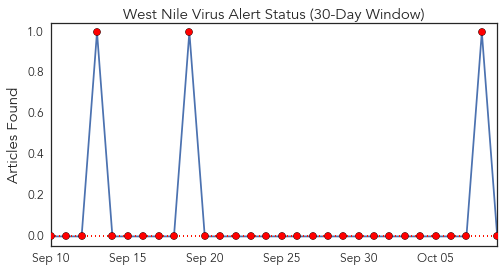 West Nile Virus Alert Status (30-Day Window)
Articles Found
1.0
0.8
0.6
0.4
0.2
0.0
Sep 10 Sep 15 Sep 20 Sep 25 Sep 30 Oct 05